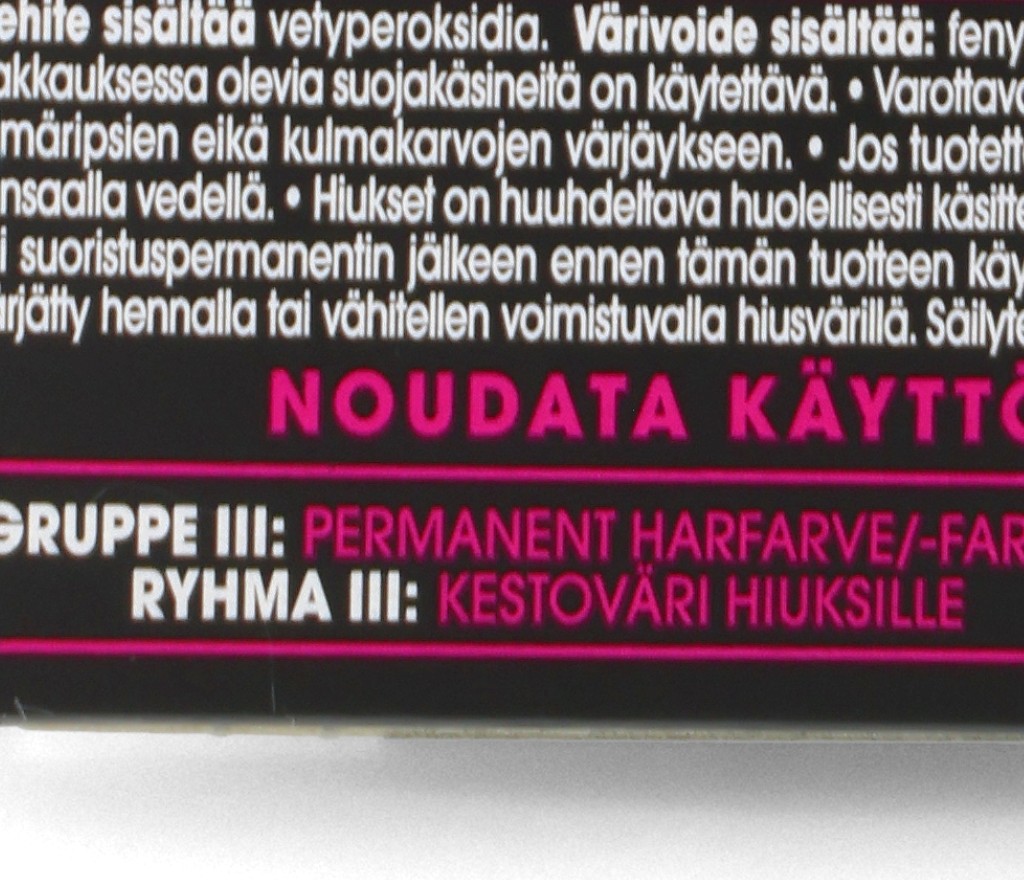 ehite sisältää vetyperoksidia. Värivoide sisältää: feny
akkauksessa olevia suojakäsineitä on käytettävä. • Varottava
märipsien eikä kulmakarvojen värjäykseen. • Jos tuotett
nsaalla vedellä. • Hiukset on huuhdeltava huolellisesti käsitte
i suoristuspermanentin jälkeen ennen tämän tuotteen käy
ärjätty hennalla tai vähitellen voimistuvalla hiusvärillä. Säilyte
NOUDATA KÄYTTÖ
GRUPPE III: PERMANENT HARFARVE/-FAR
RYHMA III: KESTOVÄRI HIUKSILLE